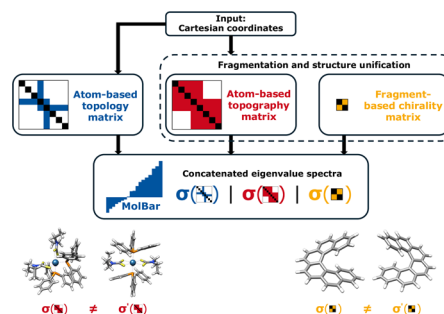 Input:
Cartesian coordinates
Fragmentation and structure unification
Atom-based
topology
matrix
Atom-based
topography
matrix
Fragment-
based chirality
matrix
Concatenated eigenvalue spectra
MolBar
σ( ) | σ( ) | σ( )
σ( ) ≠ σ'( )
σ( ) ≠ σ'( )